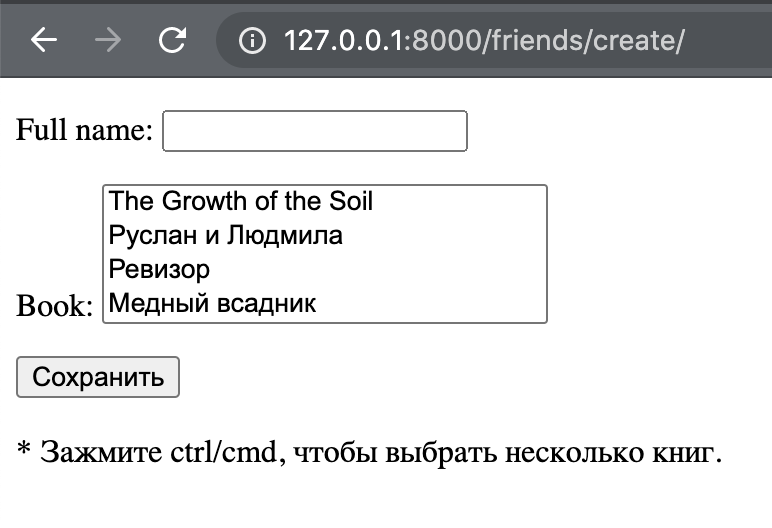 127.0.0.1:8000/friends/create/
Full name:
The Growth of the Soil
Руслан и Людмила
Ревизор
Book: Медный всадник
Сохранить
* Зажмите ctrl/cmd, чтобы выбрать несколько книг.